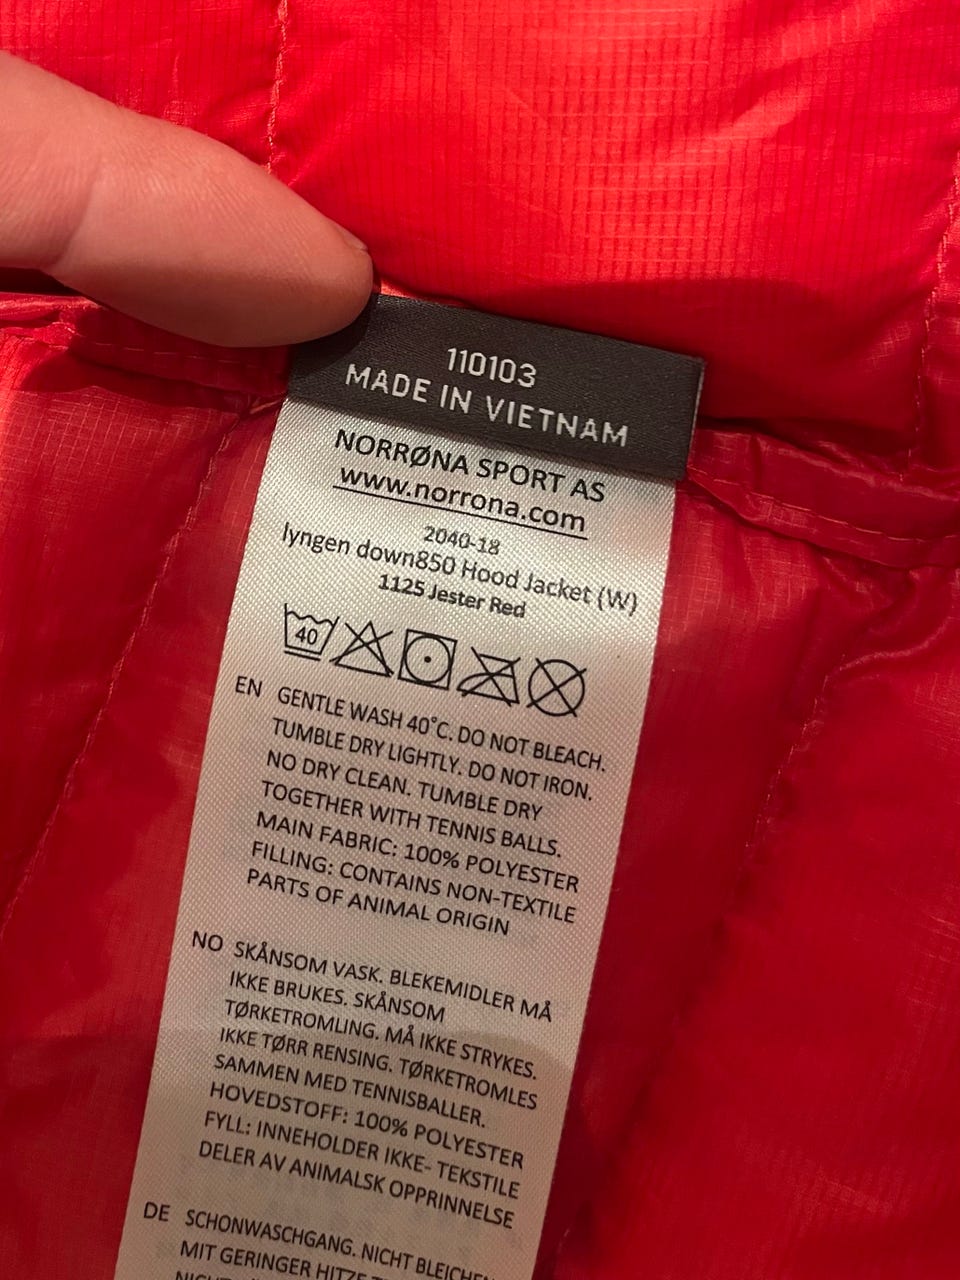 110103
MADE IN VIETNAM
NORRØNA SPORT AS
www.norrona.com
2040-18
lyngen down850 Hood Jacket (W)
1125 Jester Red
40
EN GENTLE WASH 40°C. DO NOT BLEACH.
TUMBLE DRY LIGHTLY. DO NOT IRON.
NO DRY CLEAN. TUMBLE DRY
TOGETHER WITH TENNIS BALLS.
MAIN FABRIC: 100% POLYESTER
FILLING: CONTAINS NON-TEXTILE
PARTS OF ANIMAL ORIGIN
NO SKÅNSOM VASK. BLEKEMIDLER MÅ
IKKE BRUKES. SKÅNSOM
TØRKETROMLING. MÅ IKKE STRYKES.
IKKE TØRR RENSING. TØRKETROMLES
SAMMEN MED TENNISBALLER.
HOVEDSTOFF: 100% POLYESTER
FYLL: INNEHOLDER IKKE- TEKSTILE
DELER AV ANIMALSK OPPRINNELSE
DE SCHONWASCHGANG. NICHT BLEICHEN
MIT GERINGER HITZE